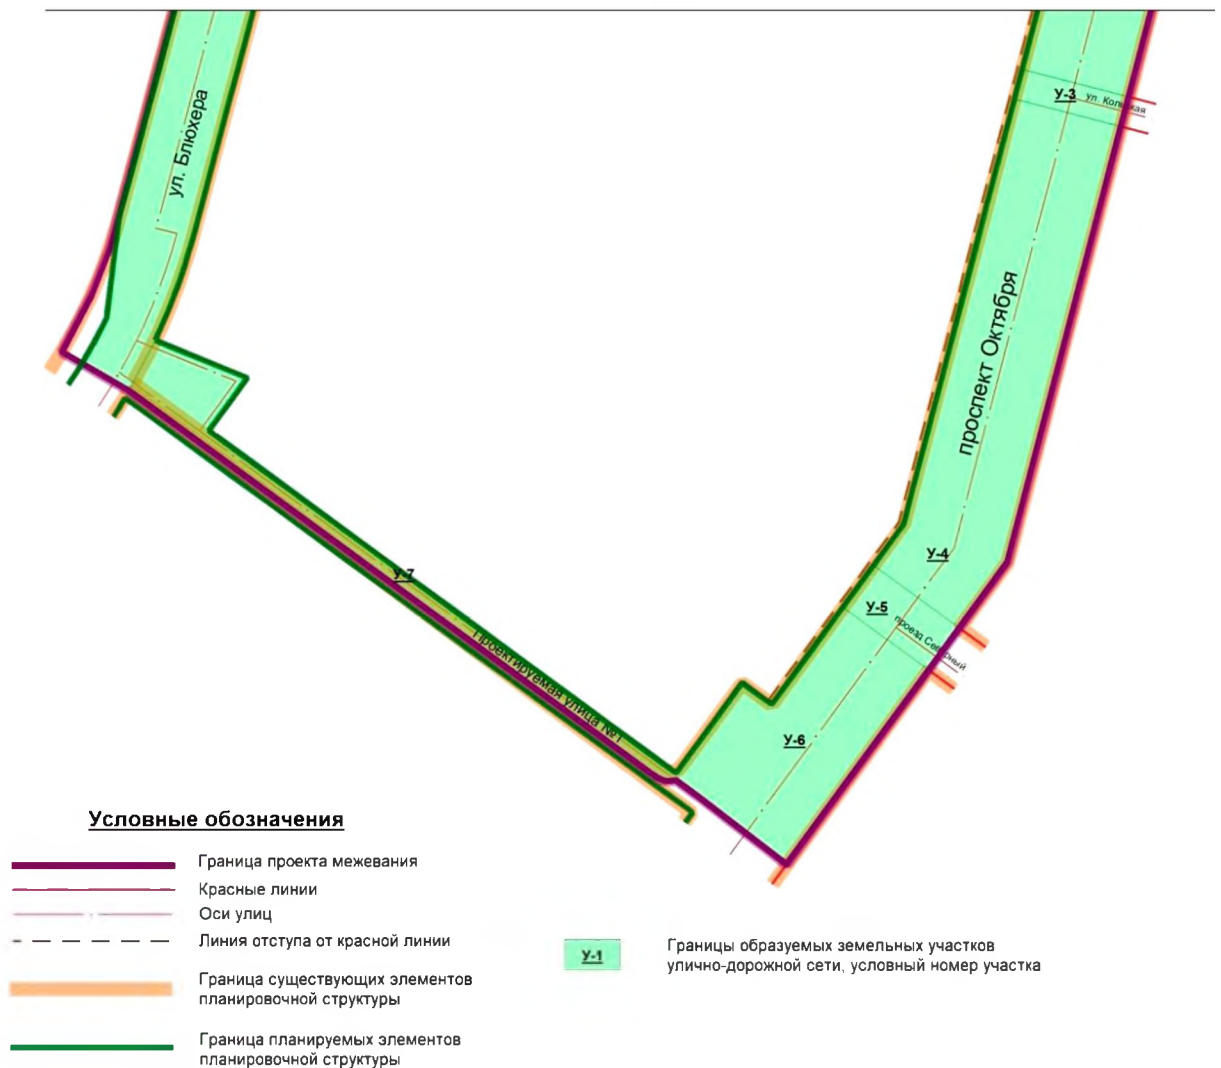 ул. Блюхера
У-3
ул. Кольская
проспект Октября
У-4
У-7
У-5
проезд Северный
Проектируемая улица №1
У-6
Условные обозначения
Граница проекта межевания
Красные линии
Оси улиц
Линия отступа от красной линии
Граница существующих элементов
планировочной структуры
Граница планируемых элементов
планировочной структуры
У-1
Границы образуемых земельных участков
улично-дорожной сети, условный номер участка